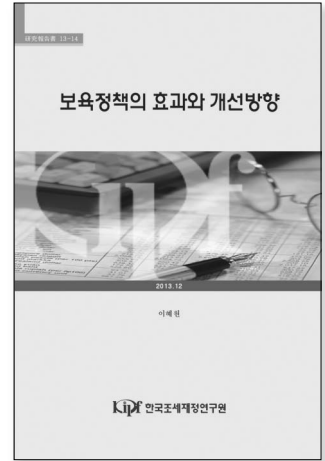 研究報告書 13-14
보육정책의 효과와 개선방향
kipf
2013.12
이혜원
kipf 한국조세재정연구원